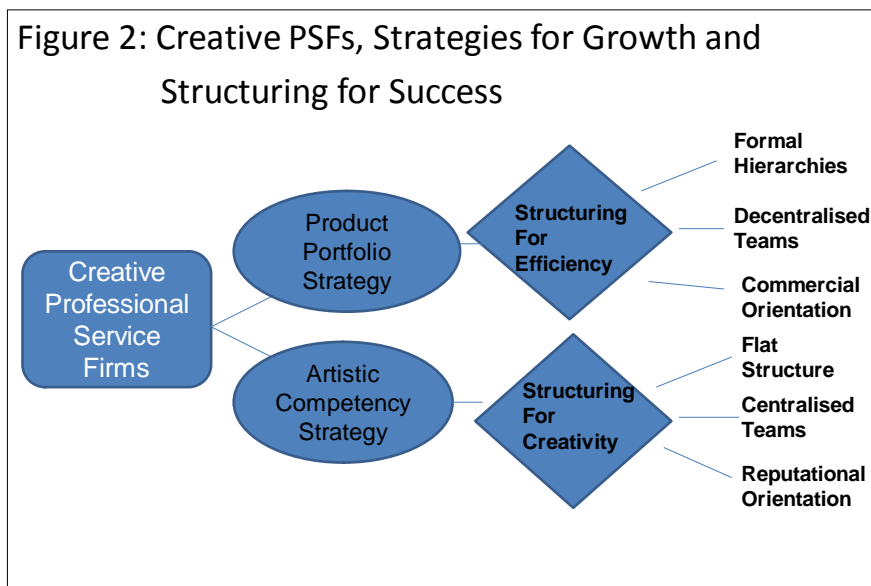 Figure 2: Creative PSFs, Strategies for Growth and
Structuring for Success
Creative
Professional
Service
Firms
Product
Portfolio
Strategy
Structuring
For
Efficiency
Formal
Hierarchies
Decentralised
Teams
Commercial
Orientation
Artistic
Competency
Strategy
Structuring
For
Creativity
Flat
Structure
Centralised
Teams
Reputational
Orientation